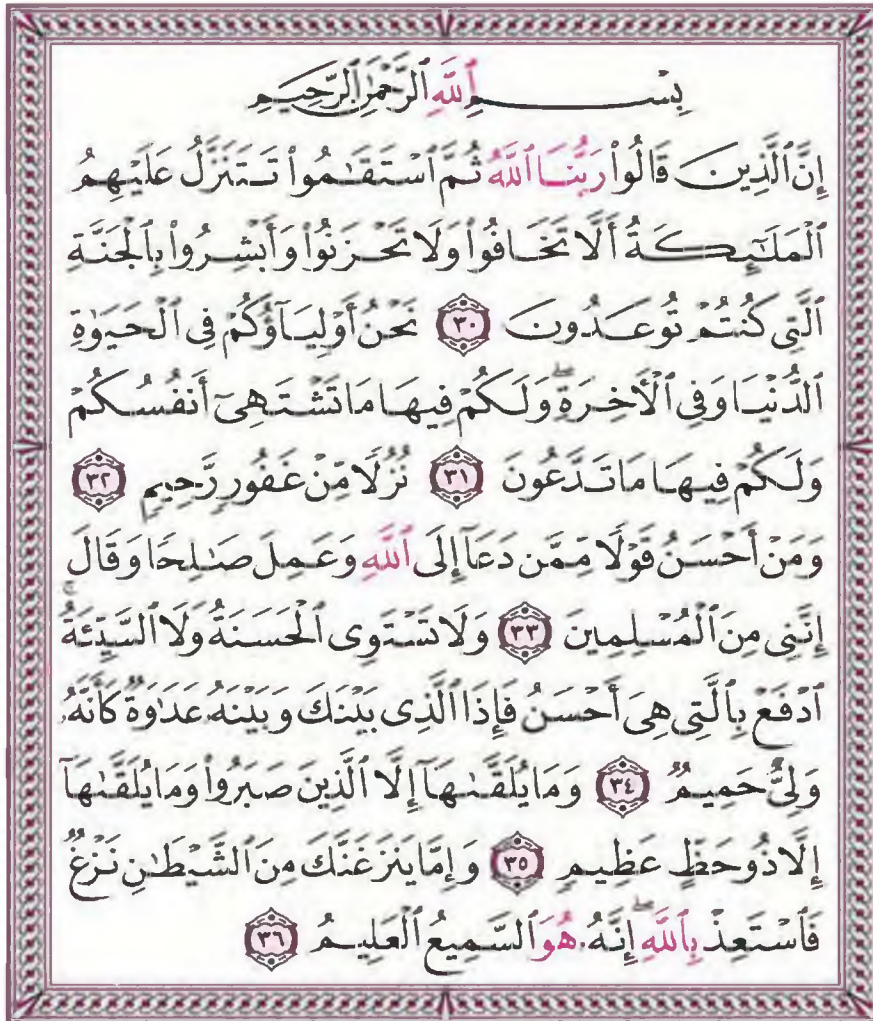 بِسْمِ ٱللَّهِ ٱلرَّحْمَٰنِ ٱلرَّحِيمِ
إِنَّ ٱلَّذِينَ قَالُوا۟ رَبُّنَا ٱللَّهُ ثُمَّ ٱسْتَقَٰمُوا۟ تَتَنَزَّلُ عَلَيْهِمُ
ٱلْمَلَٰٓئِكَةُ أَلَّا تَخَافُوا۟ وَلَا تَحْزَنُوا۟ وَأَبْشِرُوا۟ بِٱلْجَنَّةِ
ٱلَّتِى كُنتُمْ تُوعَدُونَ ٣٠ نَحْنُ أَوْلِيَآؤُكُمْ فِى ٱلْحَيَوٰةِ
ٱلدُّنْيَا وَفِى ٱلْأَخِرَةِ ۖ وَلَكُمْ فِيهَا مَا تَشْتَهِىٓ أَنفُسُكُمْ
وَلَكُمْ فِيهَا مَا تَدَّعُونَ ٣١ نُزُلًا مِّنْ غَفُورٍ رَّحِيمٍ ٣٢
وَمَنْ أَحْسَنُ قَوْلًا مِّمَّن دَعَآ إِلَى ٱللَّهِ وَعَمِلَ صَٰلِحًا وَقَالَ
إِنَّنِى مِنَ ٱلْمُسْلِمِينَ ٣٣ وَلَا تَسْتَوِى ٱلْحَسَنَةُ وَلَا ٱلسَّيِّئَةُ ۚ
ٱدْفَعْ بِٱلَّتِى هِىَ أَحْسَنُ فَإِذَا ٱلَّذِى بَيْنَكَ وَبَيْنَهُۥ عَدَٰوَةٌ كَأَنَّهُۥ
وَلِىٌّ حَمِيمٌ ٣٤ وَمَا يُلَقَّىٰهَآ إِلَّا ٱلَّذِينَ صَبَرُوا۟ وَمَا يُلَقَّىٰهَآ
إِلَّا ذُو حَظٍّ عَظِيمٍ ٣٥ وَإِمَّا يَنزَغَنَّكَ مِنَ ٱلشَّيْطَٰنِ نَزْغٌ
فَٱسْتَعِذْ بِٱللَّهِ ۖ إِنَّهُۥ هُوَ ٱلسَّمِيعُ ٱلْعَلِيمُ ٣٦